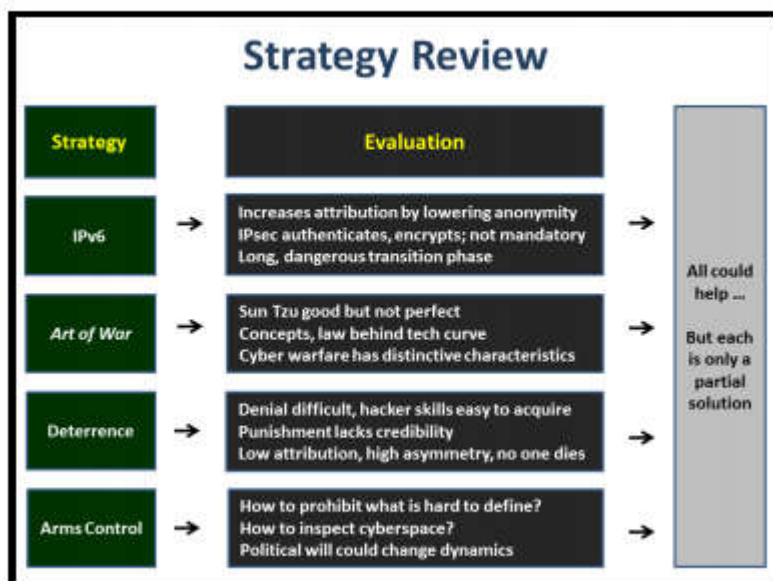 Strategy Review
Strategy
Evaluation
IPv6
Increases attribution by lowering anonymity
IPsec authenticates, encrypts; not mandatory
Long, dangerous transition phase
Art of War
Sun Tzu good but not perfect
Concepts, law behind tech curve
Cyber warfare has distinctive characteristics
Deterrence
Denial difficult, hacker skills easy to acquire
Punishment lacks credibility
Low attribution, high asymmetry, no one dies
Arms Control
How to prohibit what is hard to define?
How to inspect cyberspace?
Political will could change dynamics
All could
help ...
But each
is only a
partial
solution